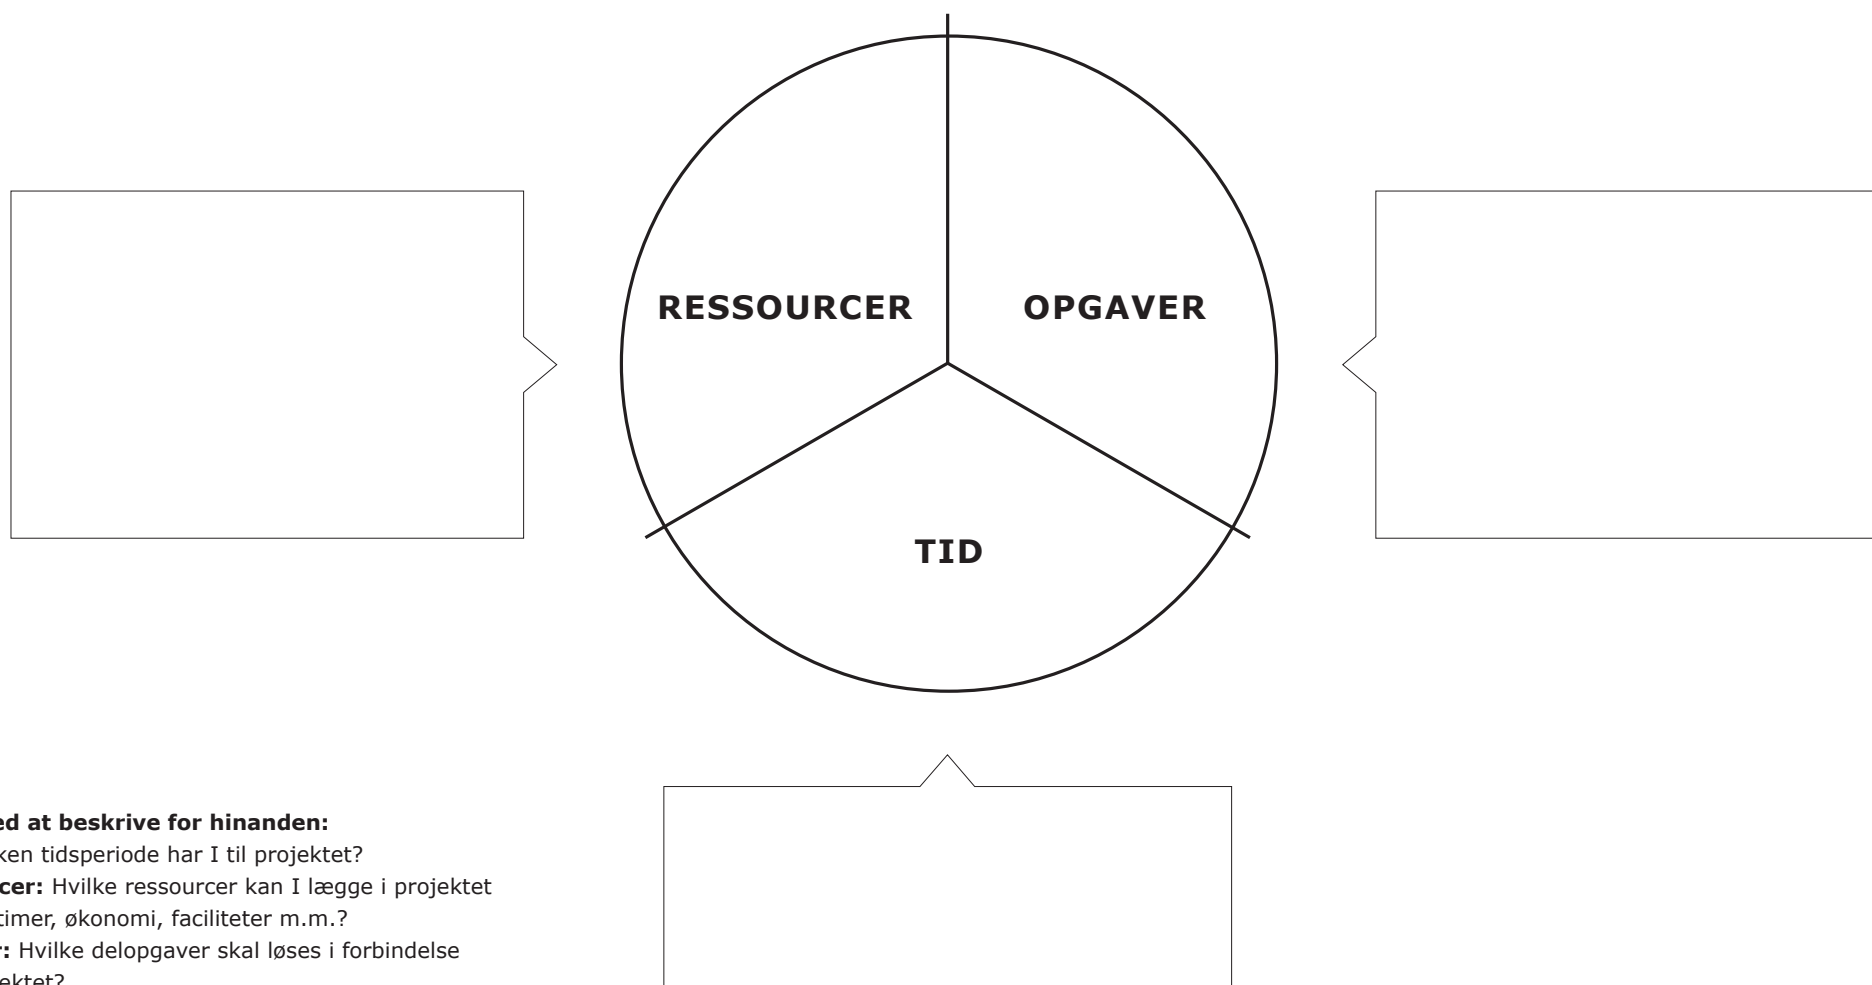 RESSOURCER
OPGAVER
TID
ed at beskrive for hinanden:
ken tidsperiode har I til projektet?
cer: Hvilke ressourcer kan I lægge i projektet
timer, økonomi, faciliteter m.m.?
r: Hvilke delopgaver skal løses i forbindelse
ektet?